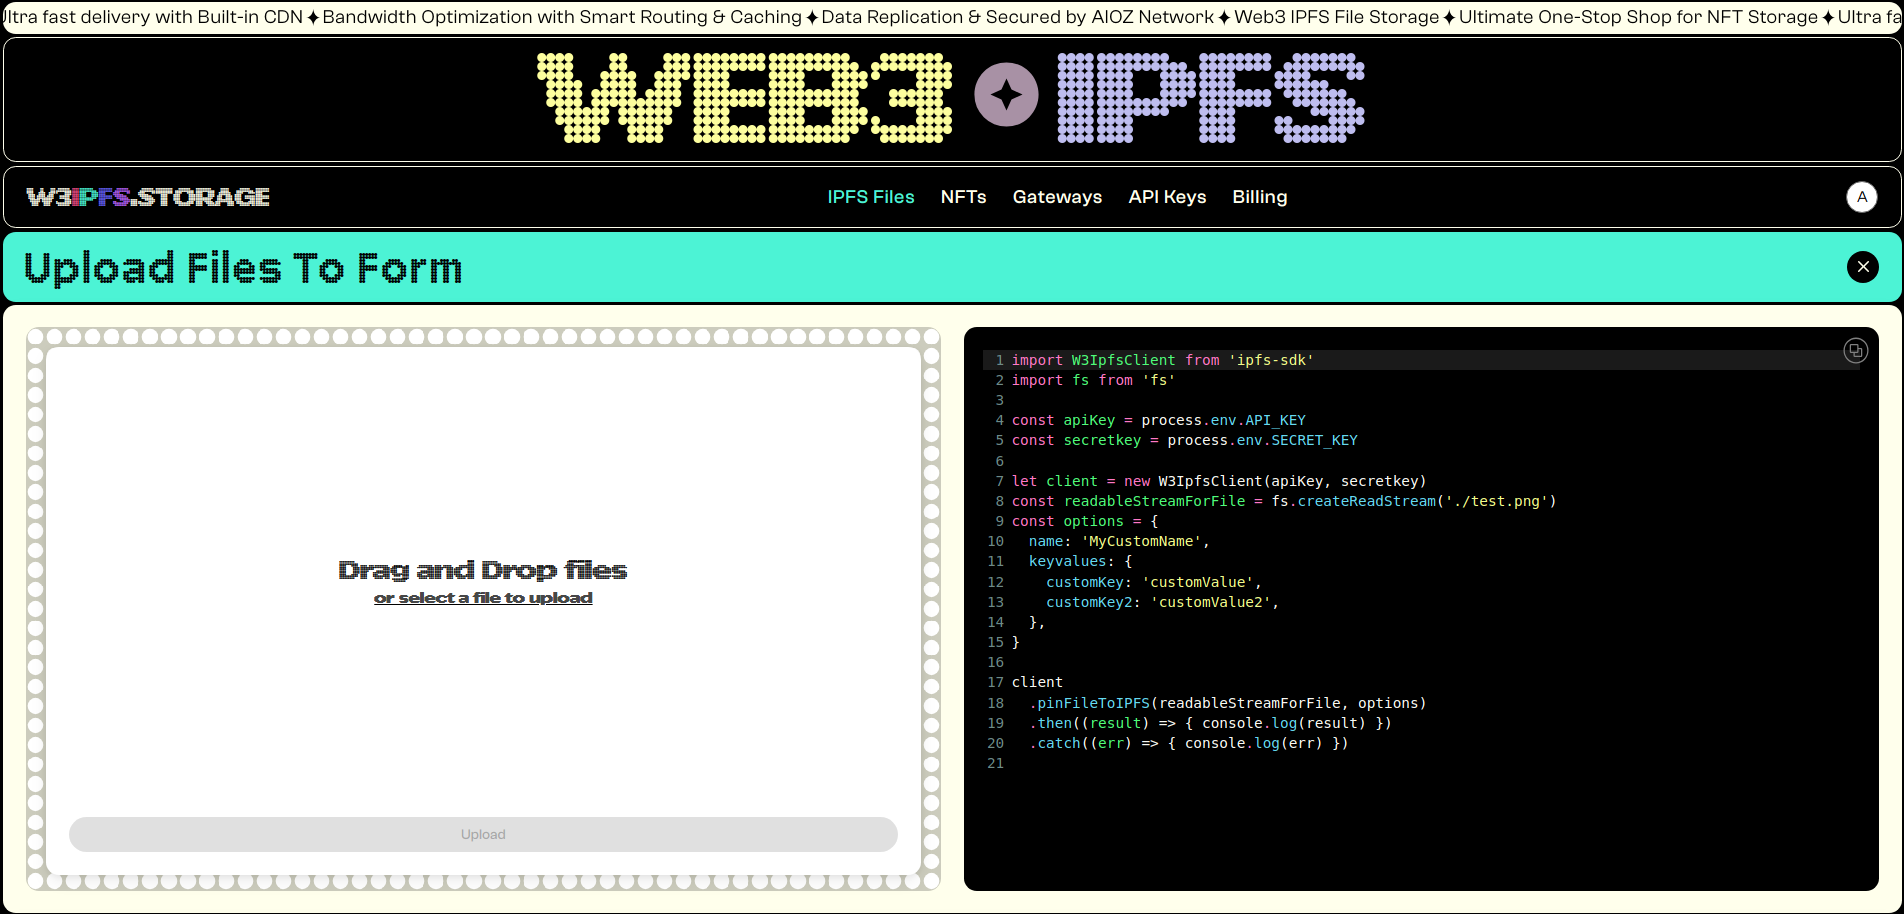 Ultra fast delivery with Built-in CDN ✦ Bandwidth Optimization with Smart Routing & Caching ✦ Data Replication & Secured by AIOZ Network ✦ Web3 IPFS File Storage ✦ Ultimate One-Stop Shop for NFT Storage ✦ Ultra fa
WEB3 ✦ IPFS
W3IPFS.STORAGE
IPFS Files NFTs Gateways API Keys Billing
A
Upload Files To Form
Drag and Drop files
or select a file to upload
Upload
1 import W3IpfsClient from 'ipfs-sdk'
2 import fs from 'fs'
3
4 const apiKey = process.env.API_KEY
5 const secretkey = process.env.SECRET_KEY
6
7 let client = new W3IpfsClient(apiKey, secretkey)
8 const readableStreamForFile = fs.createReadStream('./test.png')
9 const options = {
10   name: 'MyCustomName',
11   keyvalues: {
12     customKey: 'customValue',
13     customKey2: 'customValue2',
14   },
15 }
16
17 client
18   .pinFileToIPFS(readableStreamForFile, options)
19   .then((result) => { console.log(result) })
20   .catch((err) => { console.log(err) })
21